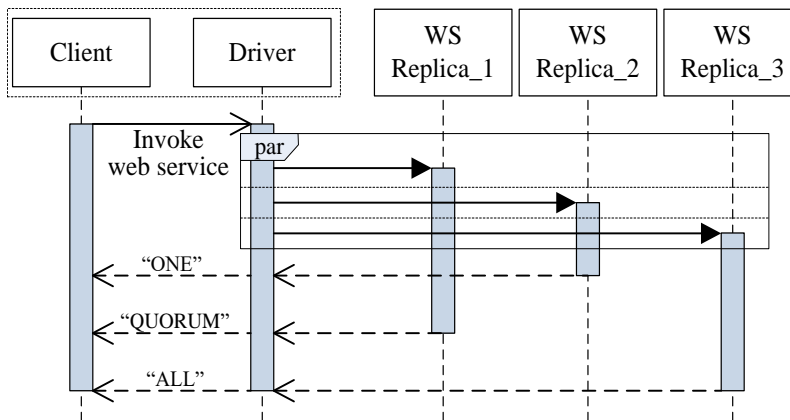 Client
Driver
WS
Replica_1
WS
Replica_2
WS
Replica_3
Invoke
web service
par
“ONE”
“QUORUM”
“ALL”